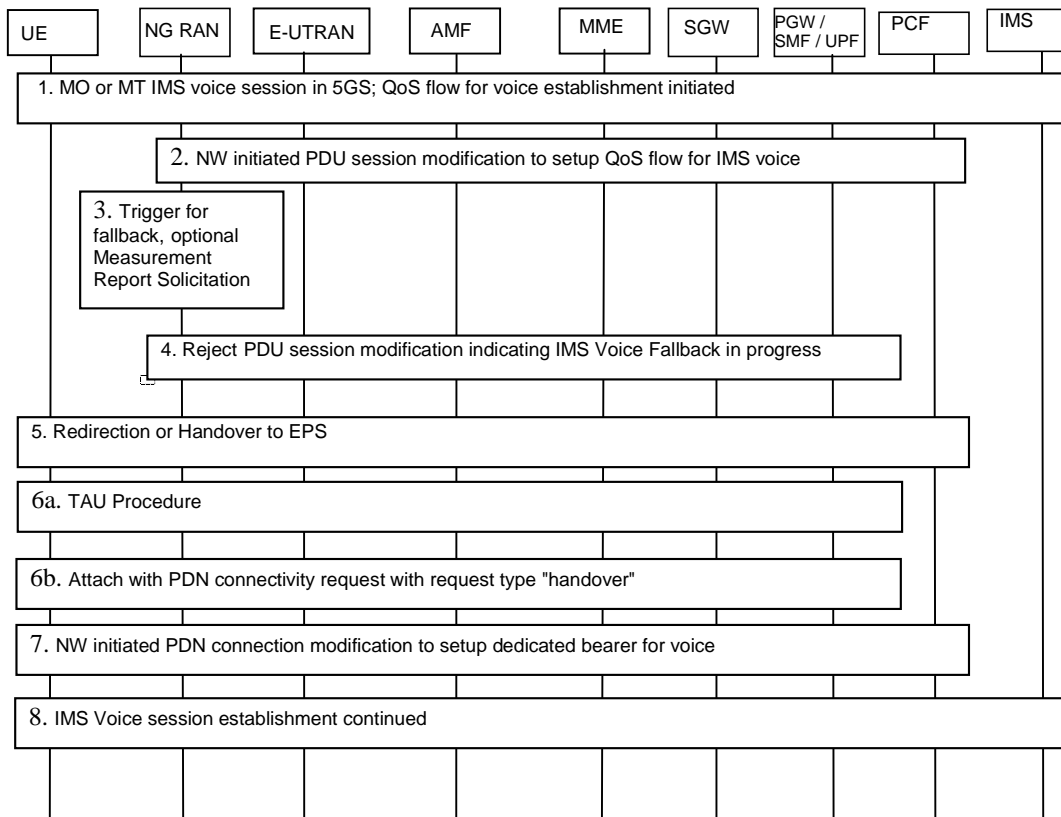 UE
NG RAN
E-UTRAN
AMF
MME
SGW
PGW /
SMF / UPF
PCF
IMS
1. MO or MT IMS voice session in 5GS; QoS flow for voice establishment initiated
2. NW initiated PDU session modification to setup QoS flow for IMS voice
3. Trigger for
fallback, optional
Measurement
Report Solicitation
4. Reject PDU session modification indicating IMS Voice Fallback in progress
5. Redirection or Handover to EPS
6a. TAU Procedure
6b. Attach with PDN connectivity request with request type "handover"
7. NW initiated PDN connection modification to setup dedicated bearer for voice
8. IMS Voice session establishment continued